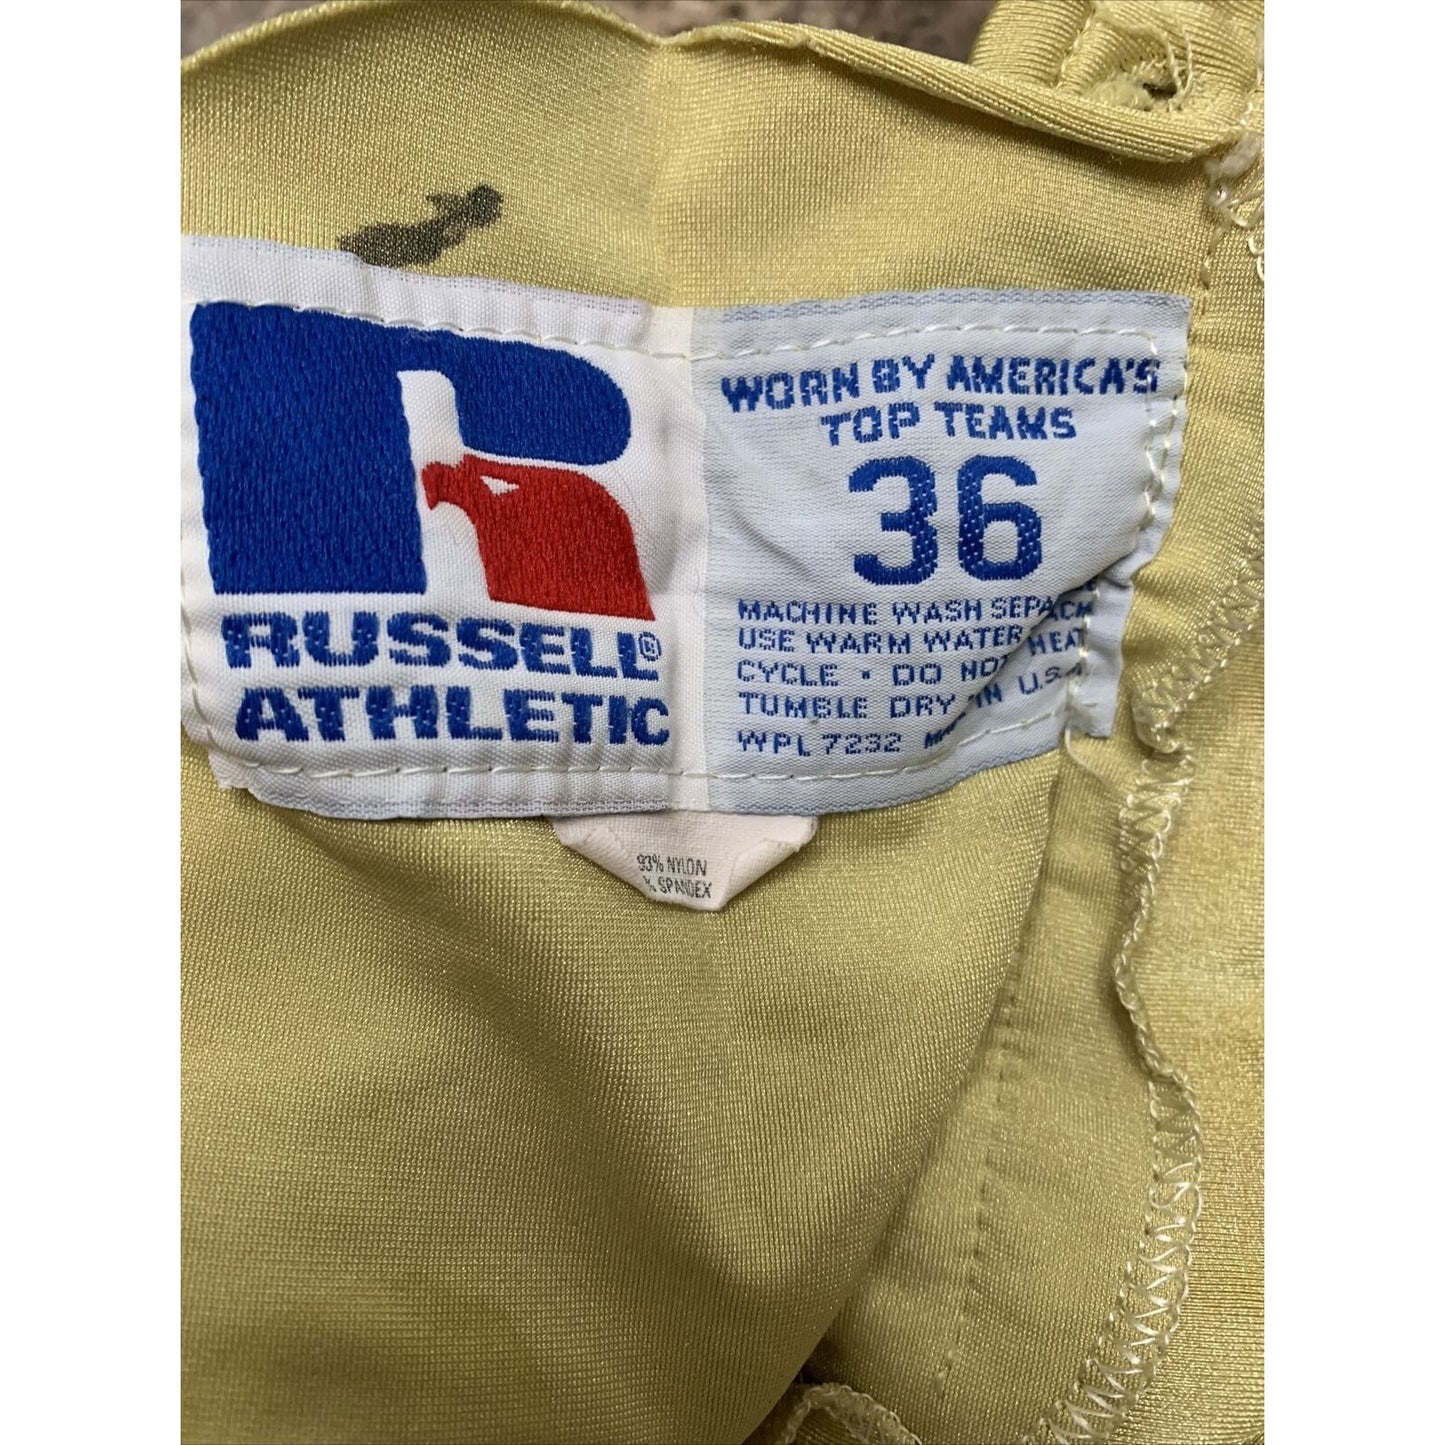 RUSSELL®
ATHLETIC
WORN BY AMERICA'S
TOP TEAMS
36
MACHINE WASH
USE WARM WATER HEAT
CYCLE • DO NOT
TUMBLE DRY IN U.S.A
WPL 7232
93% NYLON
% SPANDEX